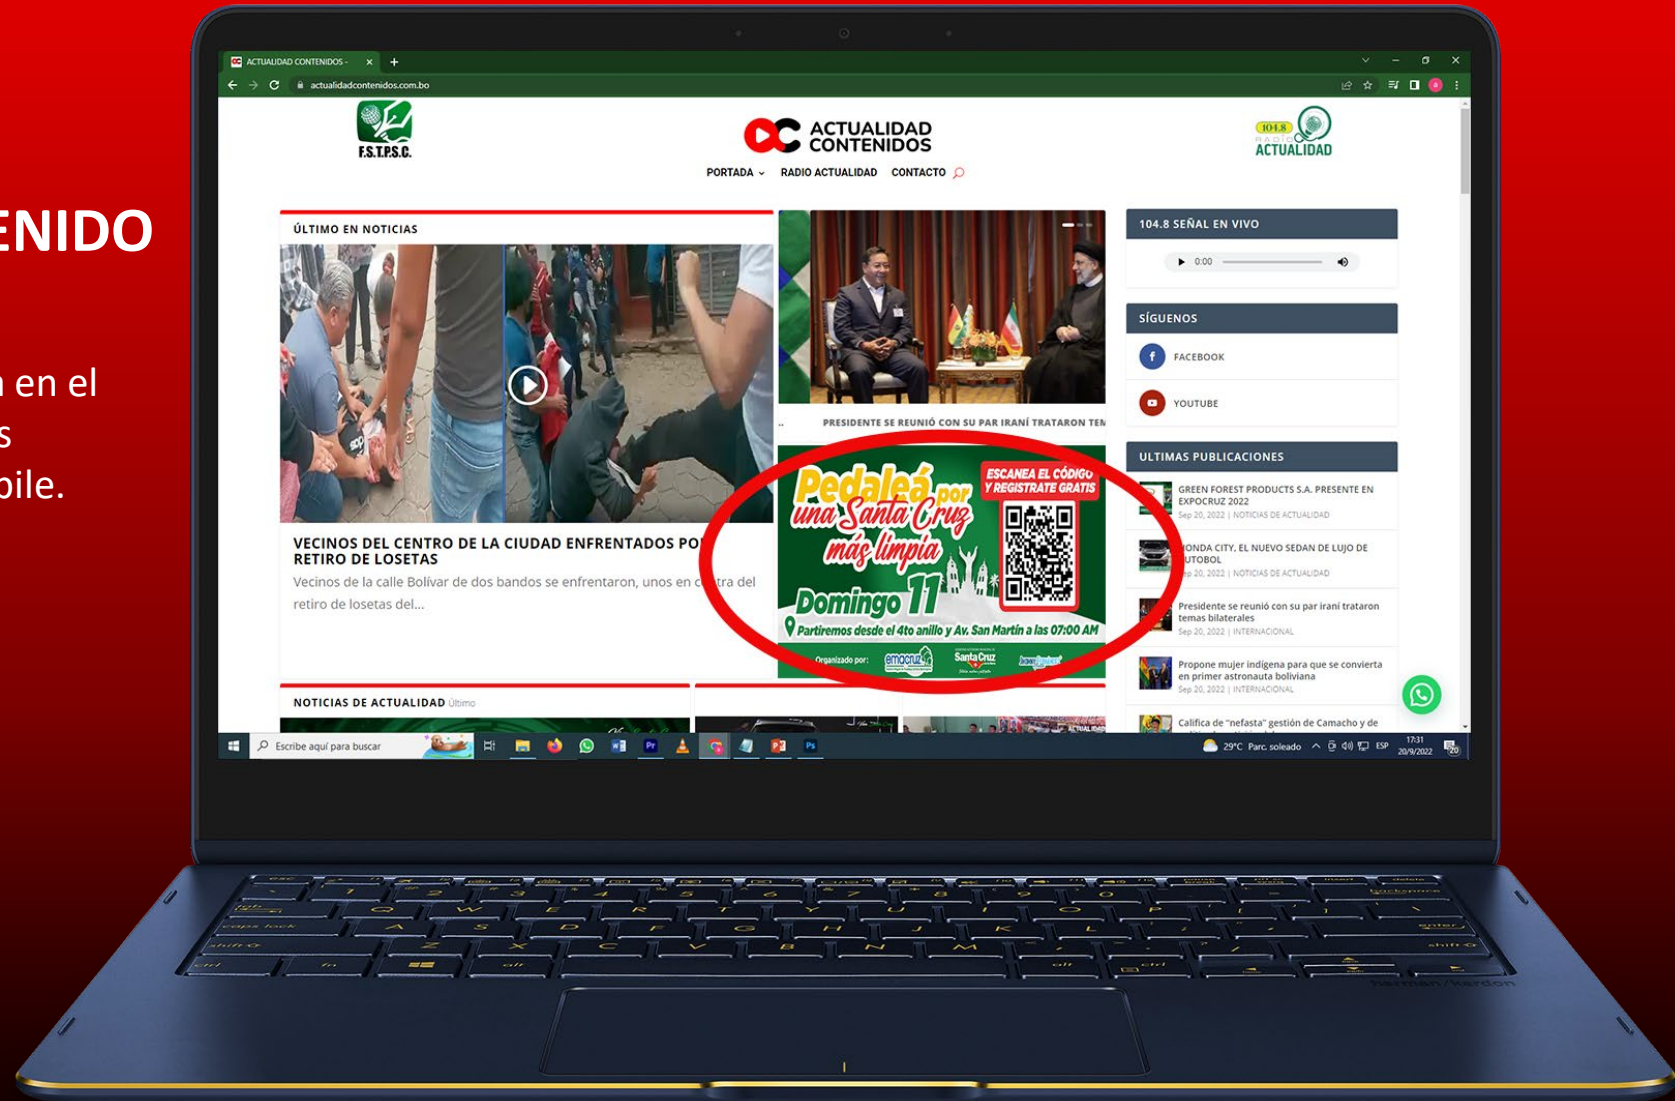 ENIDO
en el
s
bile.
ACTUALIDAD CONTENIDOS -
actualidadcontenidos.com.bo
F.S.T.P.S.C.
ACTUALIDAD
CONTENIDOS
104.8
RADIO
ACTUALIDAD
PORTADA RADIO ACTUALIDAD CONTACTO
ÚLTIMO EN NOTICIAS
VECINOS DEL CENTRO DE LA CIUDAD ENFRENTADOS PO
RETIRO DE LOSETAS
Vecinos de la calle Bolívar de dos bandos se enfrentaron, unos en c tra del
retiro de losetas del...
.. PRESIDENTE SE REUNIÓ CON SU PAR IRANÍ TRATARON TEM
Pedaleá por
una Santa Cruz
más limpia
ESCANEA EL CÓDIGO
Y REGISTRATE GRATIS
Domingo 11
Partiremos desde el 4to anillo y Av. San Martín a las 07:00 AM
Organizado por: emacruz Santa Cruz
104.8 SEÑAL EN VIVO
0:00
SÍGUENOS
FACEBOOK
YOUTUBE
ULTIMAS PUBLICACIONES
GREEN FOREST PRODUCTS S.A. PRESENTE EN
EXPOCRUZ 2022
Sep 20, 2022 | NOTICIAS DE ACTUALIDAD
HONDA CITY, EL NUEVO SEDAN DE LUJO DE
AUTOBOL
Sep 20, 2022 | NOTICIAS DE ACTUALIDAD
Presidente se reunió con su par iraní trataron
temas bilaterales
Sep 20, 2022 | INTERNACIONAL
Propone mujer indígena para que se convierta
en primer astronauta boliviana
Sep 20, 2022 | INTERNACIONAL
Califica de "nefasta" gestión de Camacho y de
NOTICIAS DE ACTUALIDAD Último
Escribe aquí para buscar
29°C Parc. soleado ESP
17:31
20/9/2022
20
harman/kardon